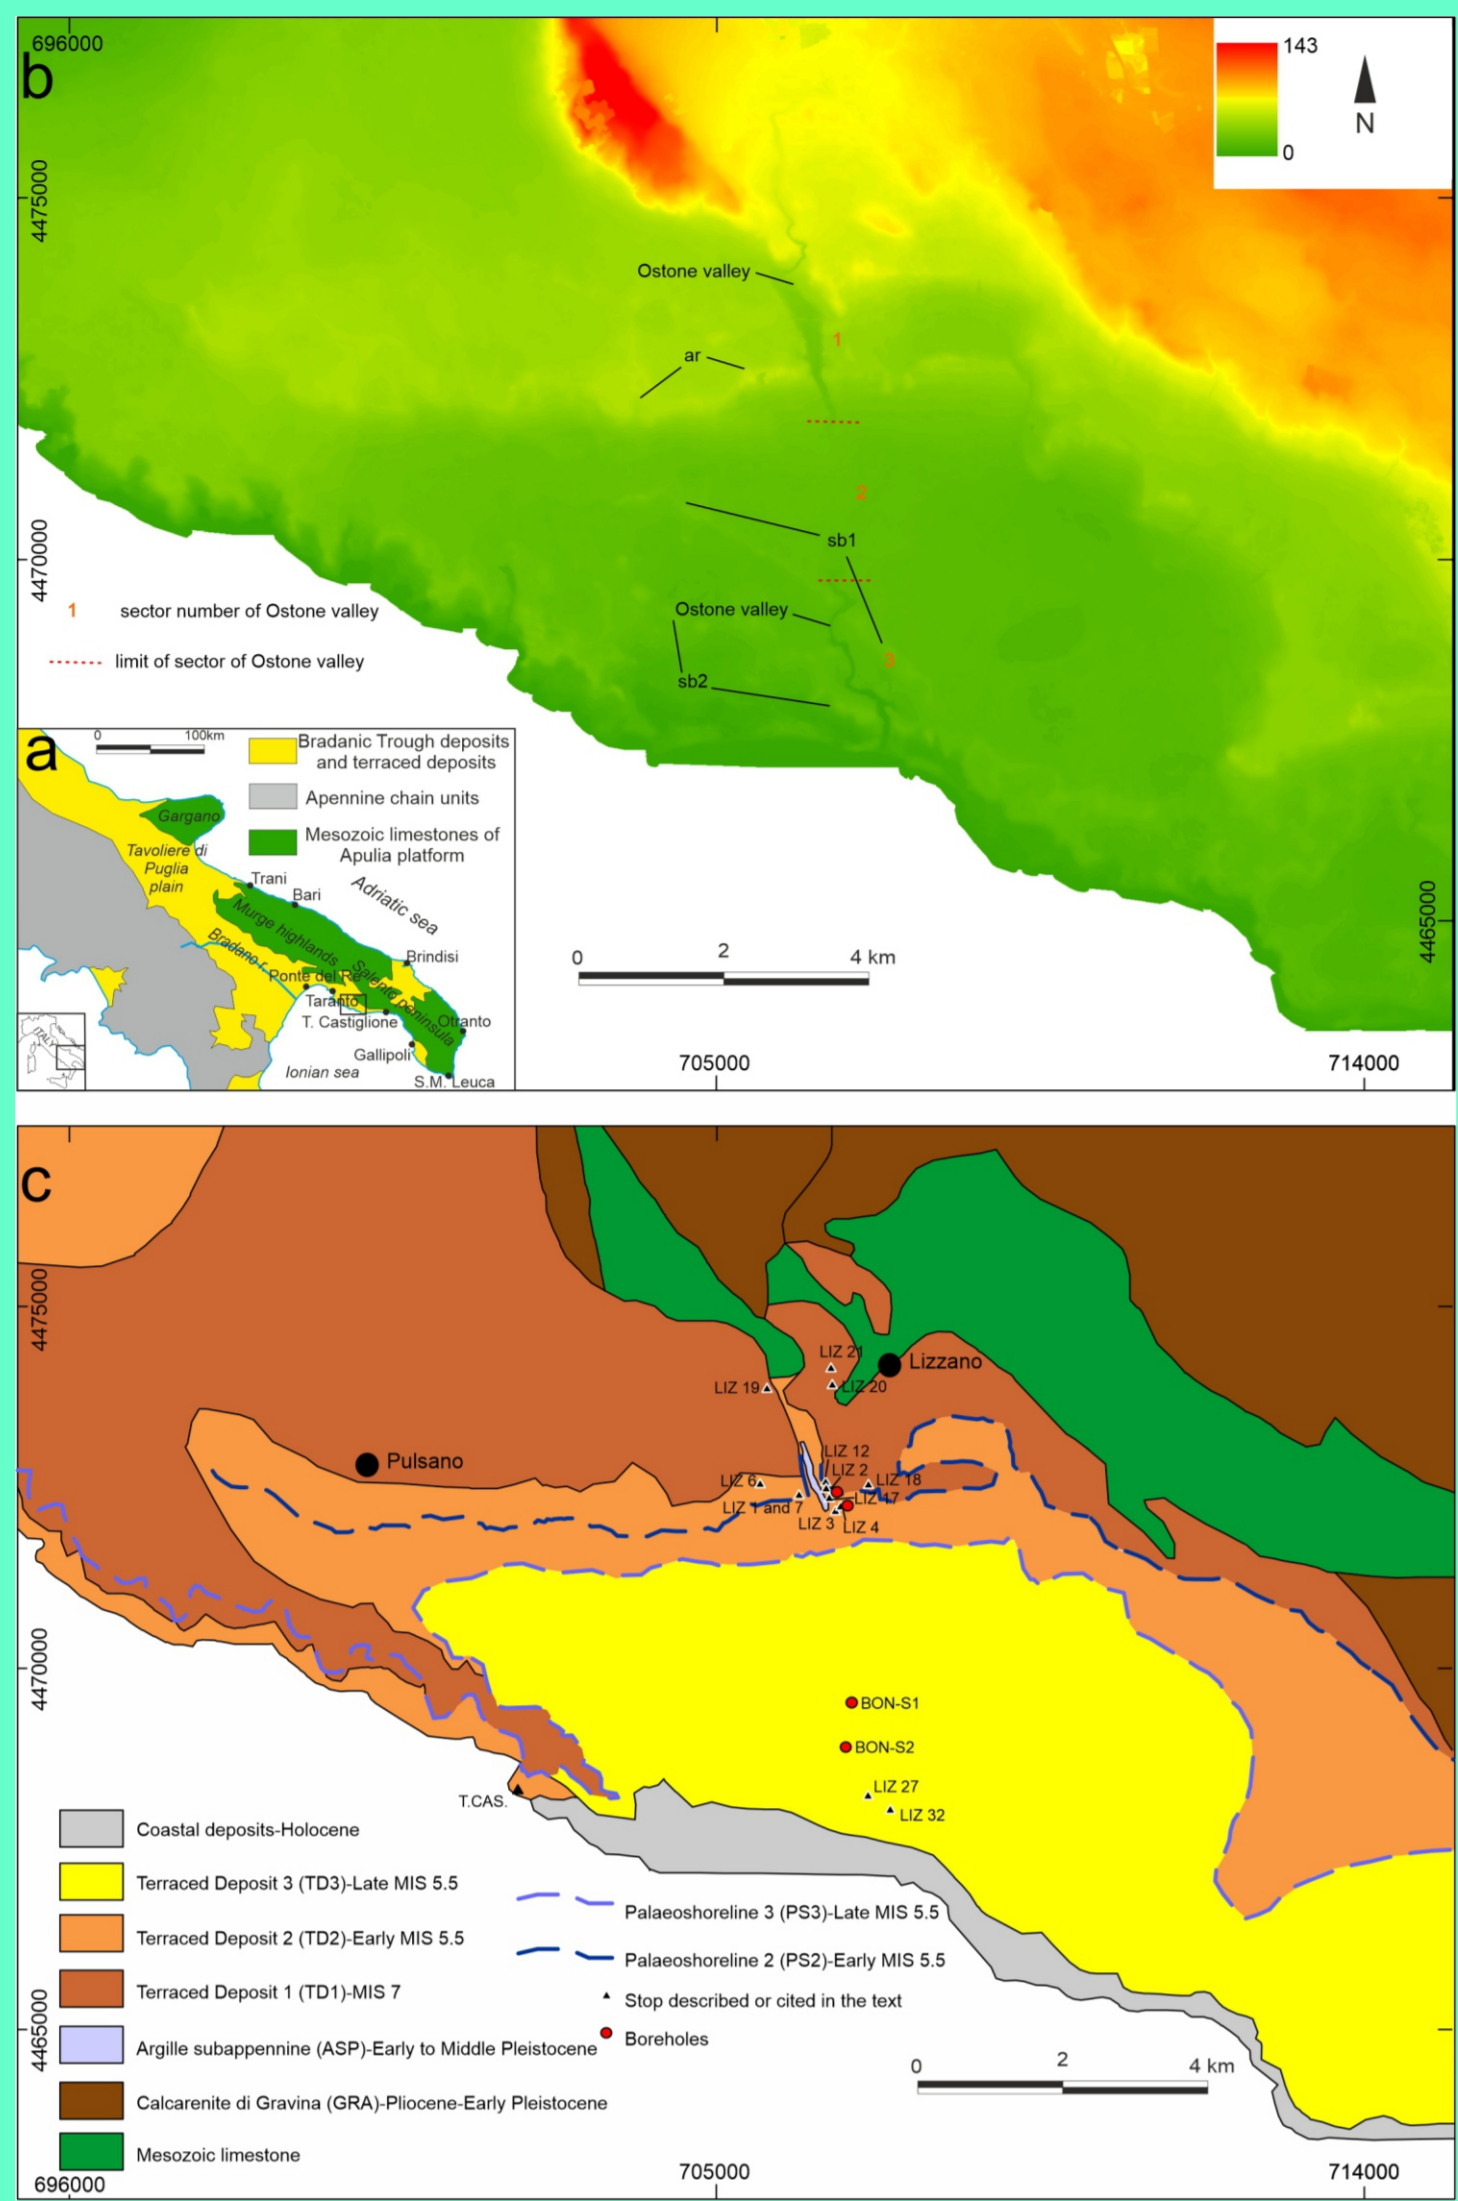 696000
b
143
0
N
4475000
Ostone valley
1
ar
2
sb1
4470000
1 sector number of Ostone valley
Ostone valley
limit of sector of Ostone valley
3
sb2
a
0 100km
Bradanic Trough deposits
and terraced deposits
Apennine chain units
Mesozoic limestones of
Apulia platform
Gargano
Tavoliere di
Puglia
plain
Trani
Bari
Adriatic sea
Murge highlands
Bradano r.
Brindisi
Ponte del Re
Salento peninsula
Taranto
T. Castiglione
Otranto
Gallipoli
Ionian sea
S.M. Leuca
ITALY
4465000
0 2 4 km
705000
714000
c
4475000
LIZ 21
Lizzano
LIZ 19
LIZ 20
Pulsano
LIZ 12
LIZ 2
LIZ 6
LIZ 18
LIZ 1 and 7
LIZ 17
LIZ 3
LIZ 4
4470000
BON-S1
BON-S2
LIZ 27
T.CAS.
LIZ 32
Coastal deposits-Holocene
Terraced Deposit 3 (TD3)-Late MIS 5.5
Terraced Deposit 2 (TD2)-Early MIS 5.5
Terraced Deposit 1 (TD1)-MIS 7
Argille subappennine (ASP)-Early to Middle Pleistocene
Calcarenite di Gravina (GRA)-Pliocene-Early Pleistocene
Mesozoic limestone
Palaeoshoreline 3 (PS3)-Late MIS 5.5
Palaeoshoreline 2 (PS2)-Early MIS 5.5
Stop described or cited in the text
Boreholes
4465000
0 2 4 km
696000
705000
714000